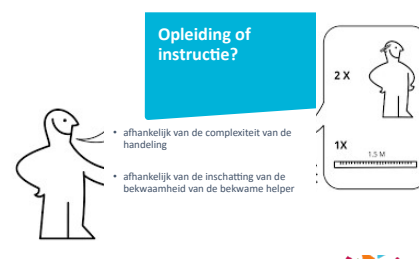 Opleiding of
instructie?
• afhankelijk van de complexiteit van de
handeling
• afhankelijk van de inschatting van de
bekwaamheid van de bekwame helper
2 X
1X
1.5 M